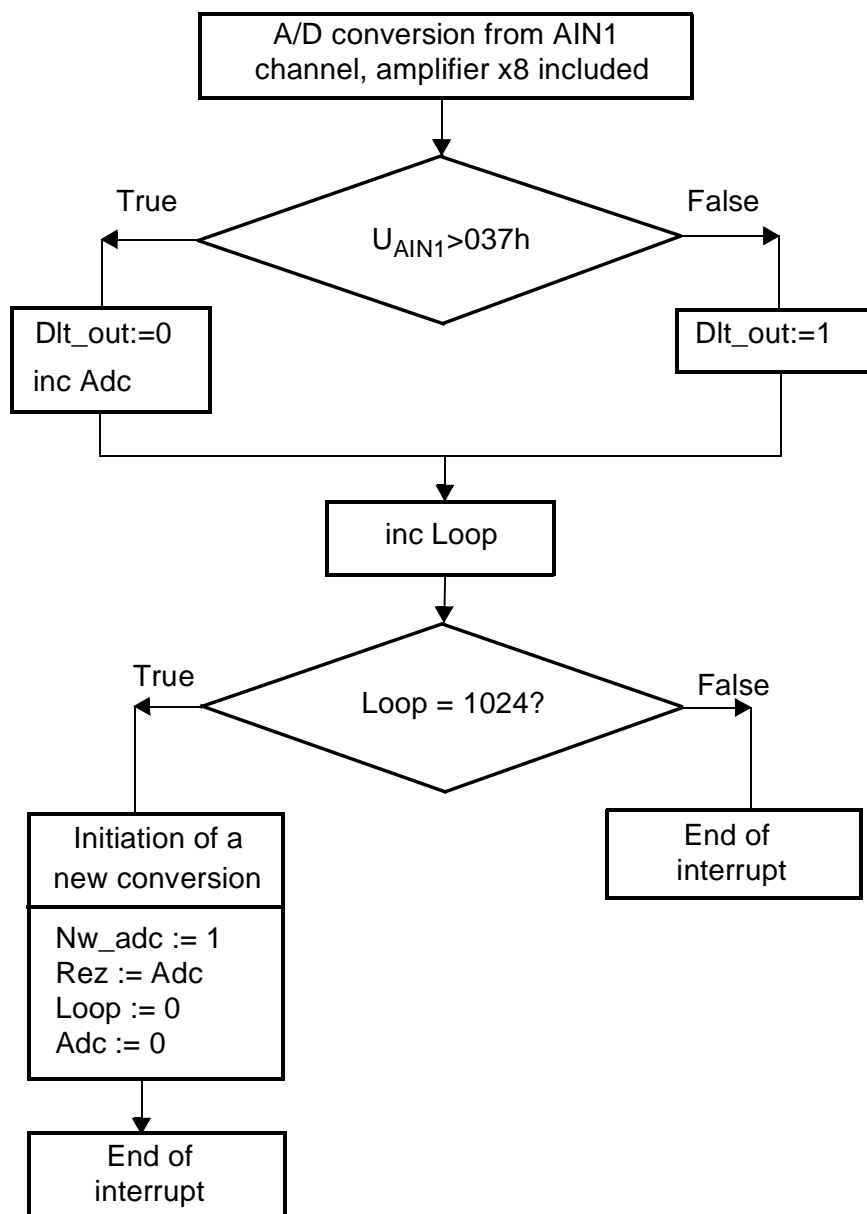 A/D conversion from AIN1
channel, amplifier x8 included
True
False
UAIN1>037h
Dlt_out:=0
inc Adc
Dlt_out:=1
inc Loop
True
False
Loop = 1024?
Initiation of a
new conversion
End of
interrupt
Nw_adc := 1
Rez := Adc
Loop := 0
Adc := 0
End of
interrupt